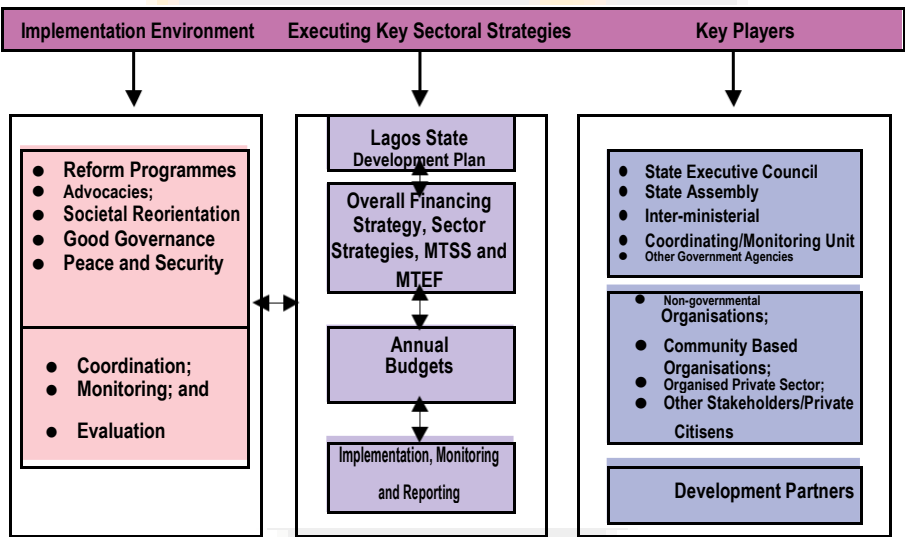 Implementation Environment
Executing Key Sectoral Strategies
Key Players
● Reform Programmes
● Advocacies;
● Societal Reorientation
● Good Governance
● Peace and Security
● Coordination;
● Monitoring; and
● Evaluation
Lagos State
Development Plan
Overall Financing
Strategy, Sector
Strategies, MTSS and
MTEF
Annual
Budgets
Implementation, Monitoring
and Reporting
● State Executive Council
● State Assembly
● Inter-ministerial
● Coordinating/Monitoring Unit
● Other Government Agencies
● Non-governmental
Organisations;
● Community Based
Organisations;
● Organised Private Sector;
● Other Stakeholders/Private
Citisens
Development Partners